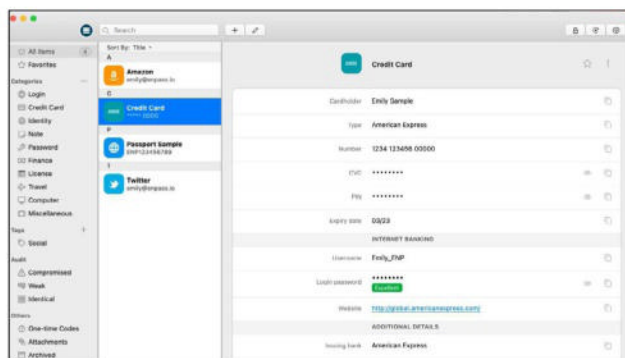 Search
All Items
4
Favorites
Categories
Login
Credit Card
Identity
Note
Password
Finance
License
Travel
Computer
Miscellaneous
Tags
Social
Audit
Compromised
Weak
Identical
Others
One-time Codes
Attachments
Archived
Sort By: Title
A
Amazon
emily@enpass.io
C
Credit Card
P
Passport Sample
ENP123456789
T
Twitter
emily@enpass.io
Credit Card
Cardholder Emily Sample
Type American Express
Number 1234 123456 00000
CVC ••••••••
PIN ••••••••
Expiry date 03/23
INTERNET BANKING
Username Emily_ENP
Login password ••••••••
Excellent
Website http://global.americanexpress.com/
ADDITIONAL DETAILS
Issuing bank American Express